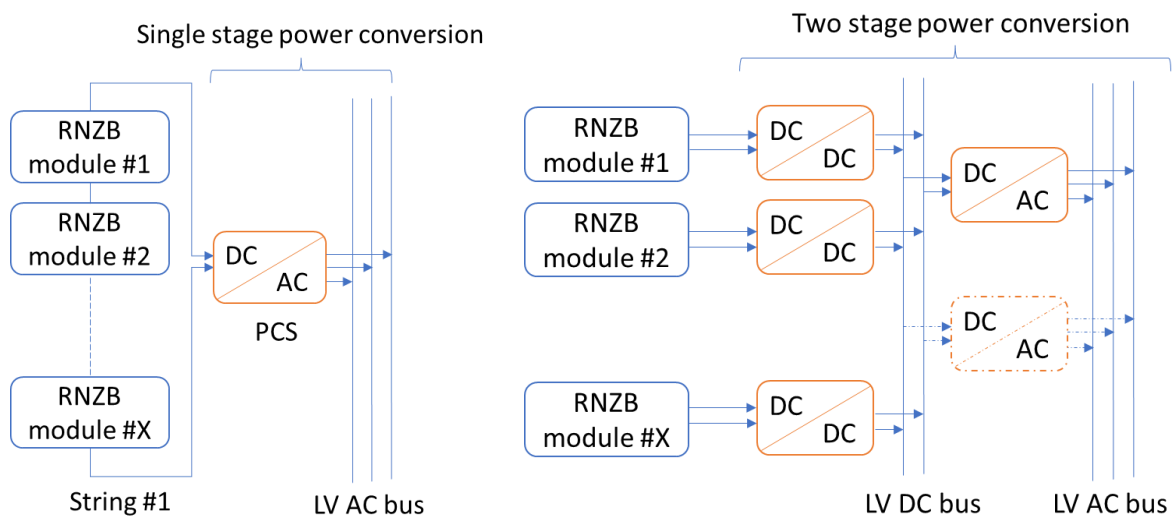 Single stage power conversion
RNZB
module #1
RNZB
module #2
DC
AC
PCS
RNZB
module #X
String #1
LV AC bus
Two stage power conversion
RNZB
module #1
DC
DC
DC
AC
RNZB
module #2
DC
DC
DC
AC
RNZB
module #X
DC
DC
LV DC bus
LV AC bus